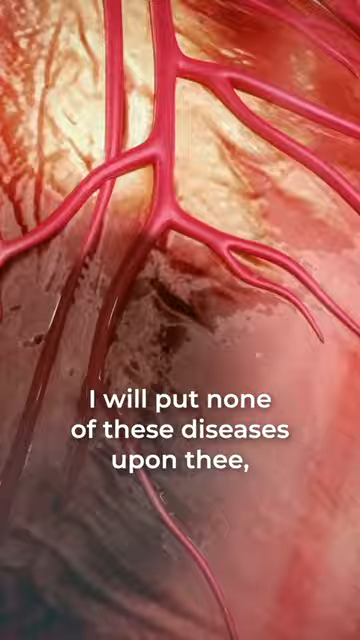 I will put none
of these diseases
upon thee,